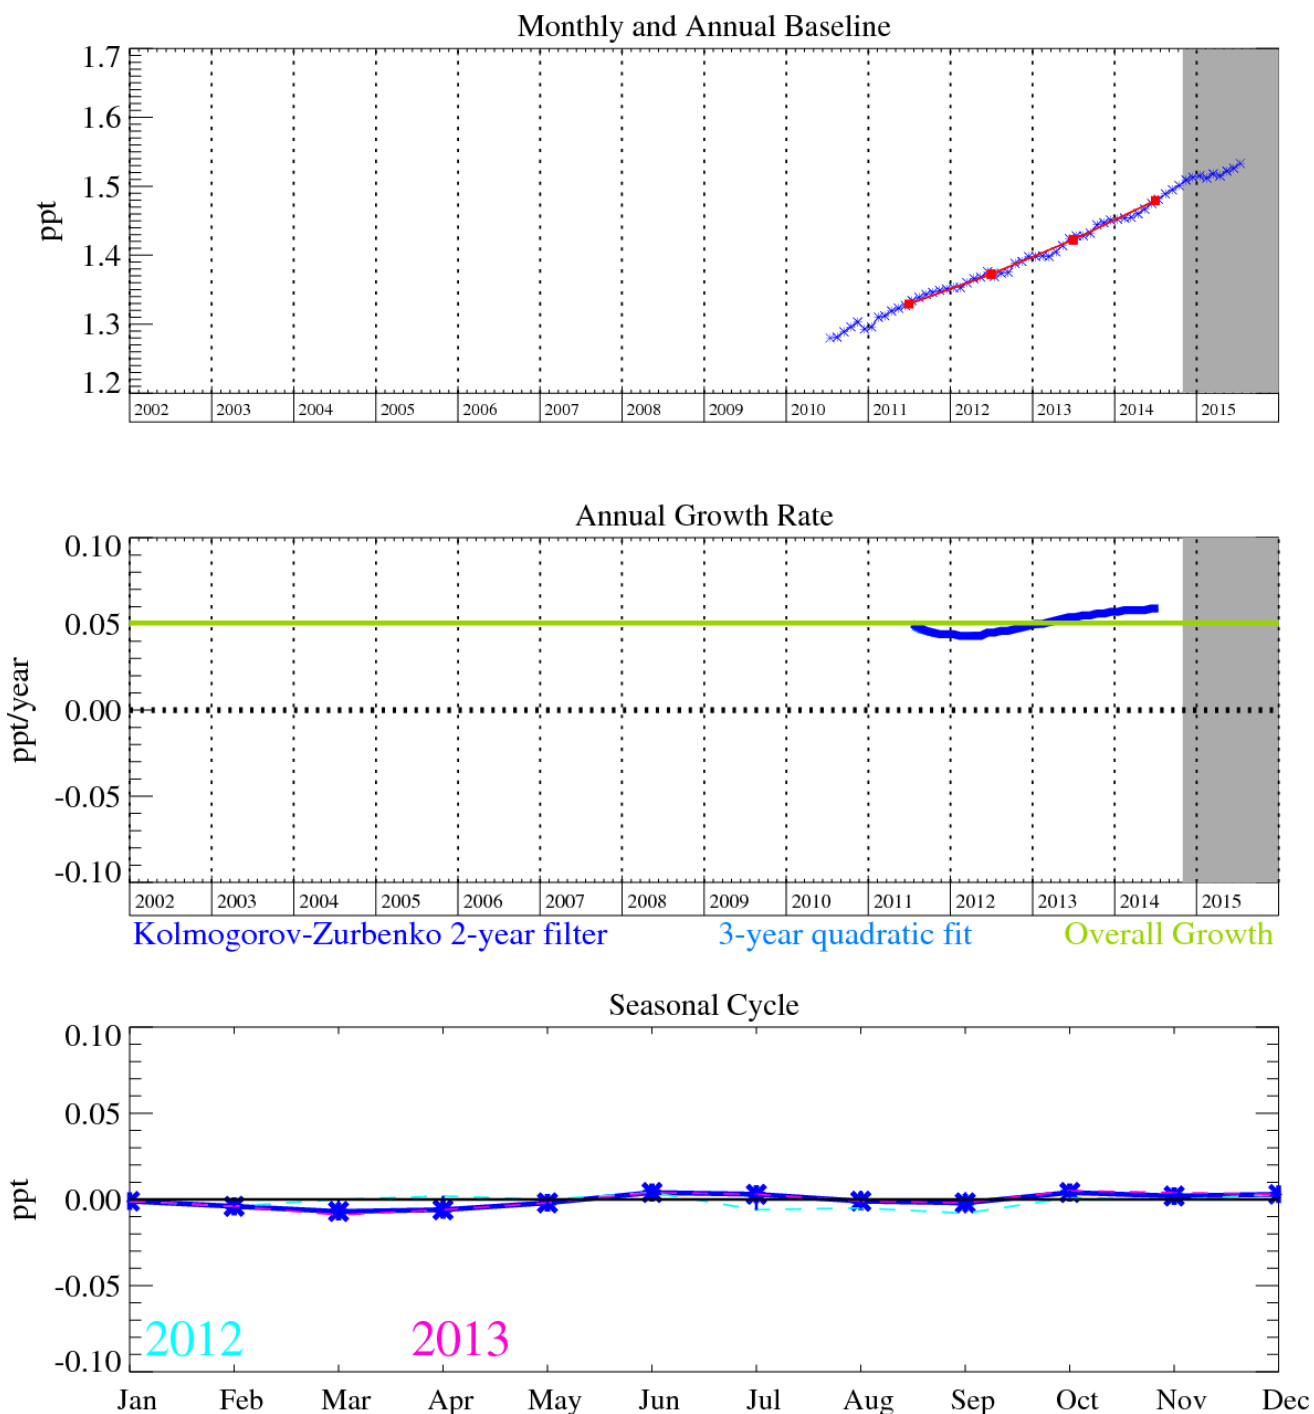 Monthly and Annual Baseline
1.7
1.6
1.5
1.4
1.3
1.2
ppt
2002 2003 2004 2005 2006 2007 2008 2009 2010 2011 2012 2013 2014 2015
Annual Growth Rate
0.10
0.05
0.00
-0.05
-0.10
ppt/year
2002 2003 2004 2005 2006 2007 2008 2009 2010 2011 2012 2013 2014 2015
Kolmogorov-Zurbenko 2-year filter 3-year quadratic fit Overall Growth
Seasonal Cycle
0.10
0.05
0.00
-0.05
-0.10
ppt
2012 2013
Jan Feb Mar Apr May Jun Jul Aug Sep Oct Nov Dec